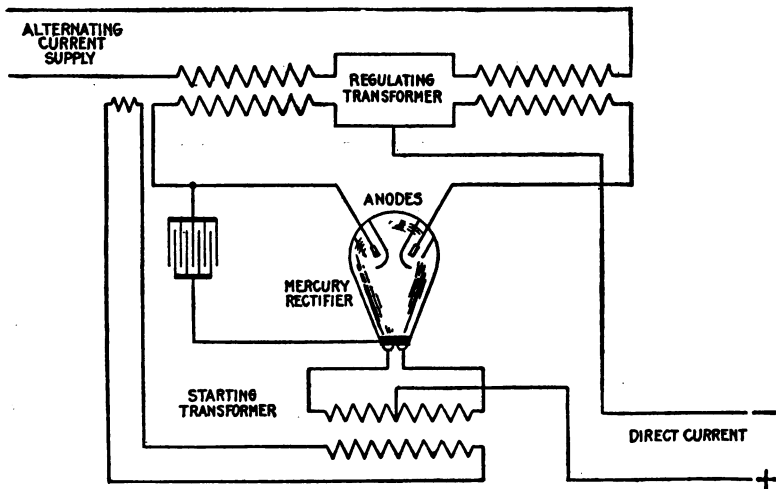 ALTERNATING
CURRENT
SUPPLY
REGULATING
TRANSFORMER
ANODES
MERCURY
RECTIFIER
STARTING
TRANSFORMER
DIRECT CURRENT
−
+